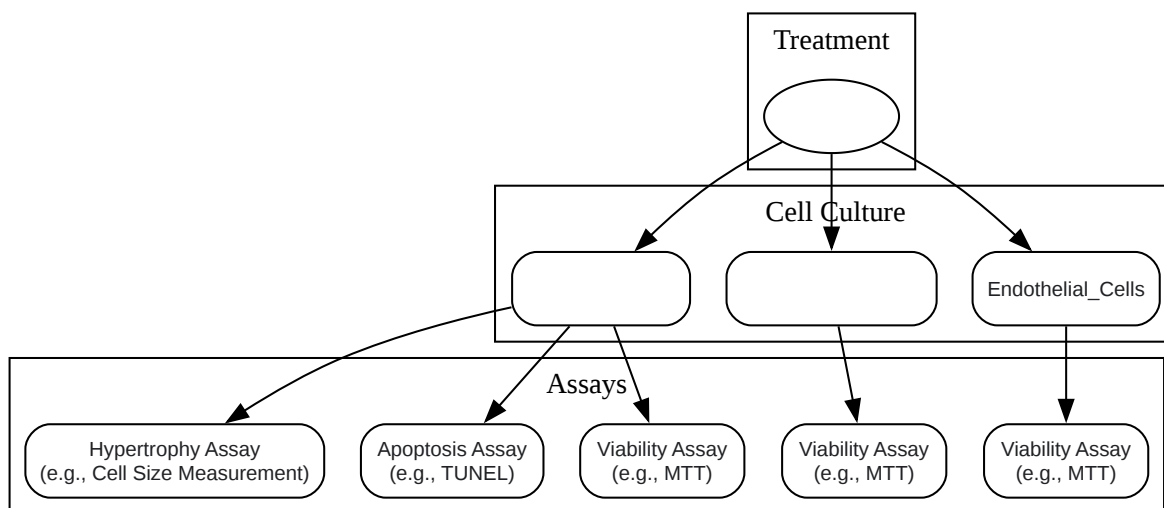 Treatment
Cell Culture
Endothelial_Cells
Assays
Hypertrophy Assay
(e.g., Cell Size Measurement)
Apoptosis Assay
(e.g., TUNEL)
Viability Assay
(e.g., MTT)
Viability Assay
(e.g., MTT)
Viability Assay
(e.g., MTT)